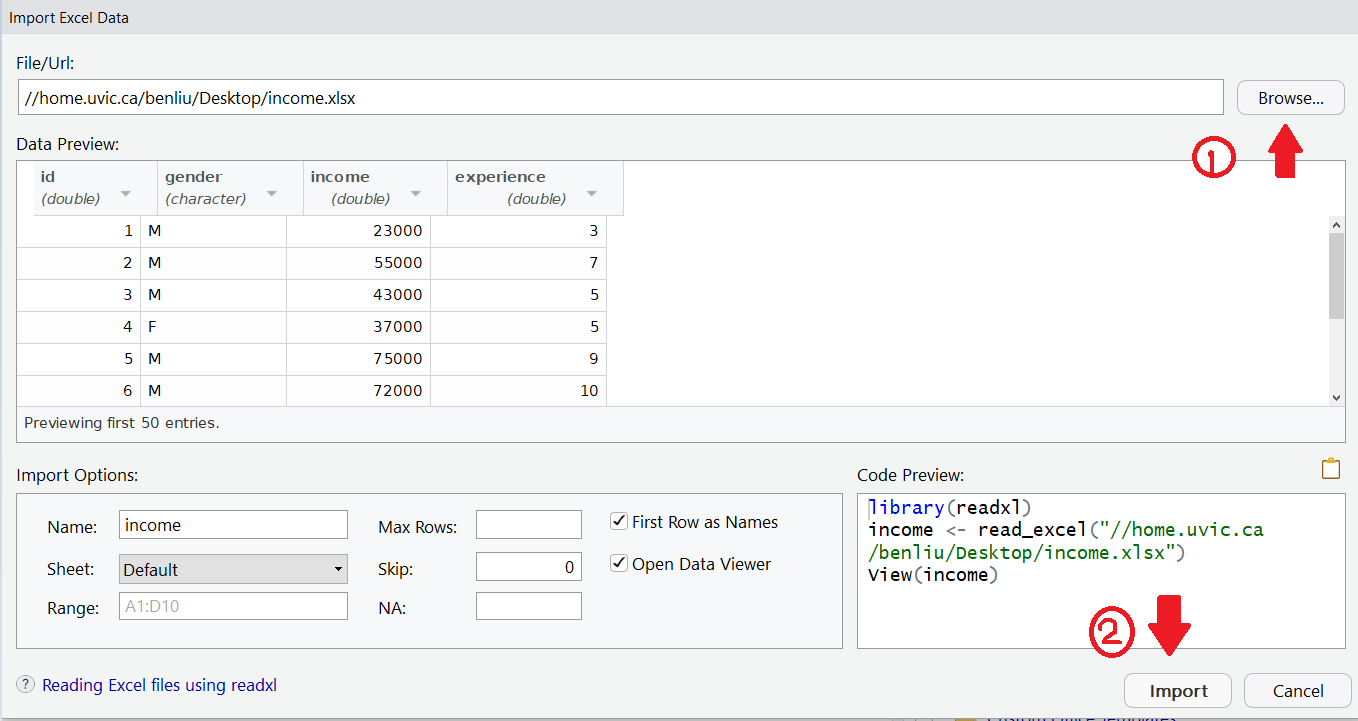 Import Excel Data
File/Url:
//home.uvic.ca/benliu/Desktop/income.xlsx
Browse...
Data Preview:
1
id gender income experience
(double) (character) (double) (double)
1 M 23000 3
2 M 55000 7
3 M 43000 5
4 F 37000 5
5 M 75000 9
6 M 72000 10
Previewing first 50 entries.
Import Options:
Name: income
Max Rows:
First Row as Names
Sheet: Default
Skip: 0
Open Data Viewer
Range: A1:D10
NA:
Code Preview:
library(readxl)
income <- read_excel("//home.uvic.ca
/benliu/Desktop/income.xlsx")
View(income)
2
? Reading Excel files using readxl
Import
Cancel